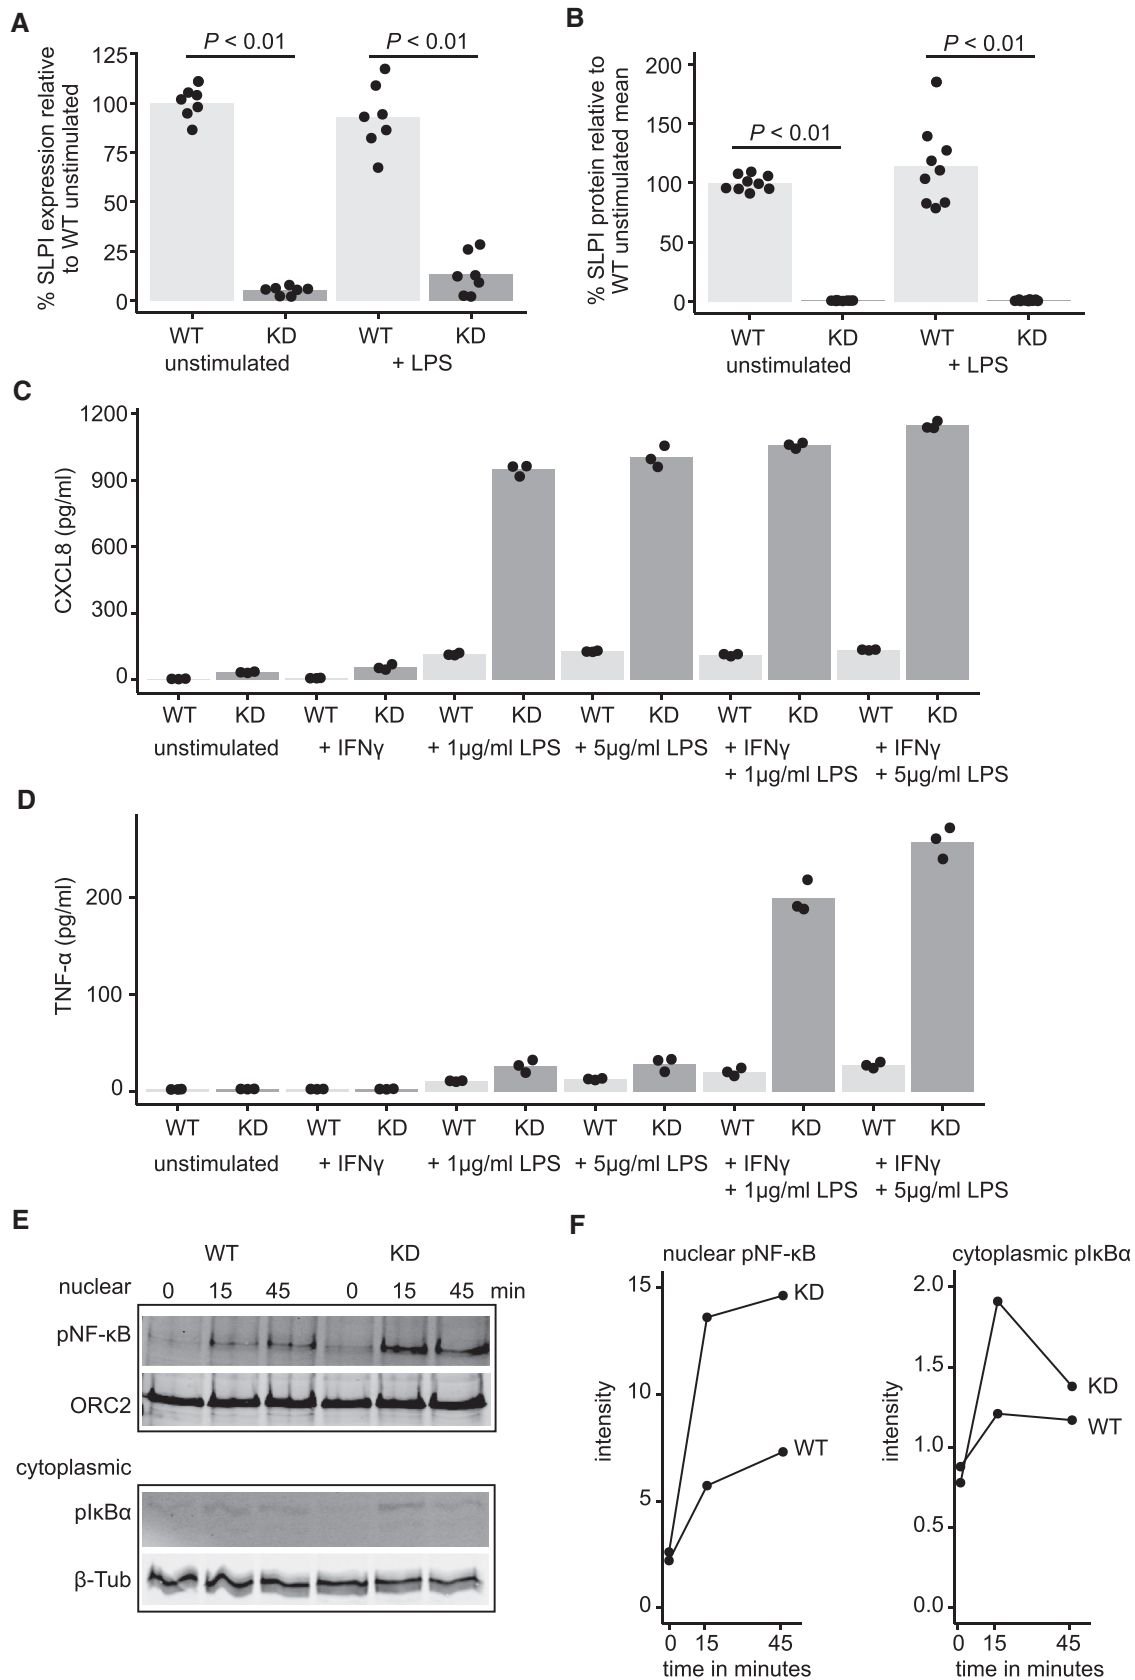 A
P < 0.01
P < 0.01
% SLPI expression relative
to WT unstimulated
125
100
75
50
25
0
WT
KD
WT
KD
unstimulated
+ LPS
B
P < 0.01
P < 0.01
% SLPI protein relative to
WT unstimulated mean
200
150
100
50
0
WT
KD
WT
KD
unstimulated
+ LPS
C
CXCL8 (pg/ml)
1200
900
600
300
0
WT KD WT KD WT KD WT KD WT KD WT KD
unstimulated
+ IFNγ
+ 1μg/ml LPS
+ 5μg/ml LPS
+ IFNγ
+ 1μg/ml LPS
+ IFNγ
+ 5μg/ml LPS
D
TNF-α (pg/ml)
200
100
0
WT KD WT KD WT KD WT KD WT KD WT KD
unstimulated
+ IFNγ
+ 1μg/ml LPS
+ 5μg/ml LPS
+ IFNγ
+ 1μg/ml LPS
+ IFNγ
+ 5μg/ml LPS
E
WT
KD
nuclear 0 15 45 0 15 45 min
pNF-κB
ORC2
cytoplasmic
pIκBα
β-Tub
F
nuclear pNF-κB
intensity
15
10
5
0
KD
WT
0 15 45
time in minutes
cytoplasmic pIκBα
intensity
2.0
1.5
1.0
0.5
0.0
KD
WT
0 15 45
time in minutes